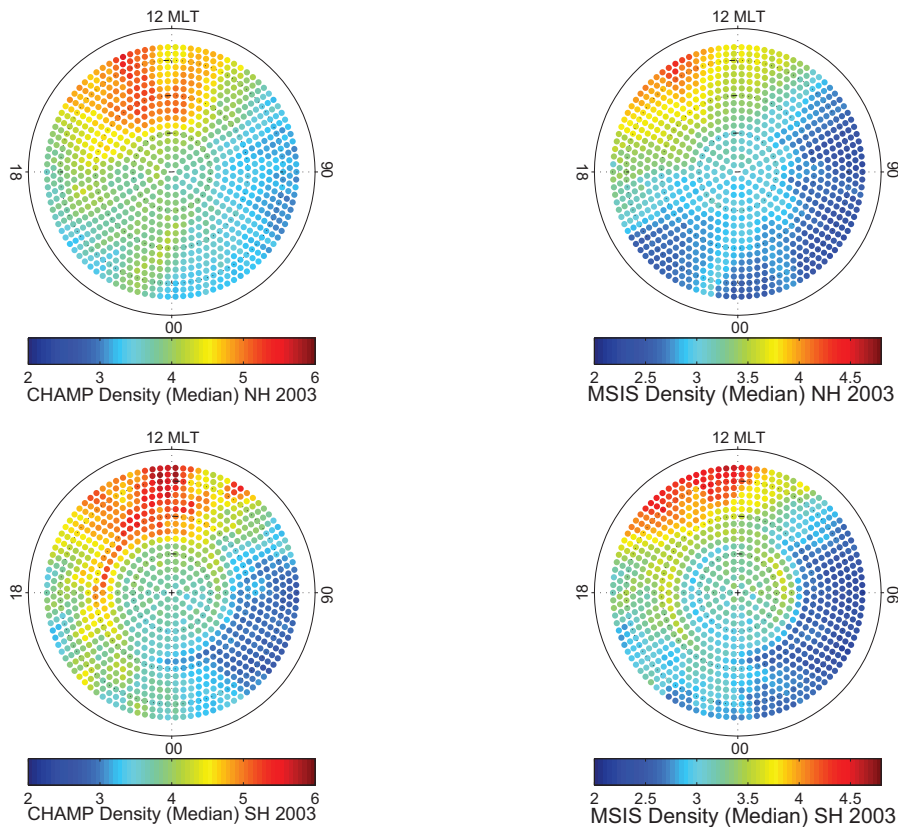 12 MLT
12 MLT
18
06
18
06
00
00
2 3 4 5 6
2 2.5 3 3.5 4 4.5
CHAMP Density (Median) NH 2003
MSIS Density (Median) NH 2003
12 MLT
12 MLT
18
06
18
06
00
00
2 3 4 5 6
2 2.5 3 3.5 4 4.5
CHAMP Density (Median) SH 2003
MSIS Density (Median) SH 2003